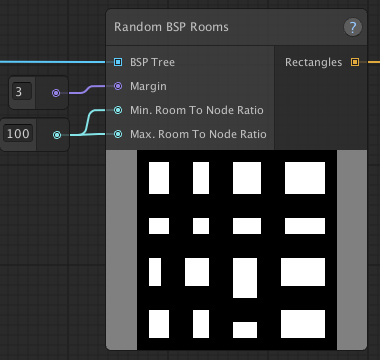 Random BSP Rooms ?
BSP Tree Rectangles
3 Margin
Min. Room To Node Ratio
100 Max. Room To Node Ratio